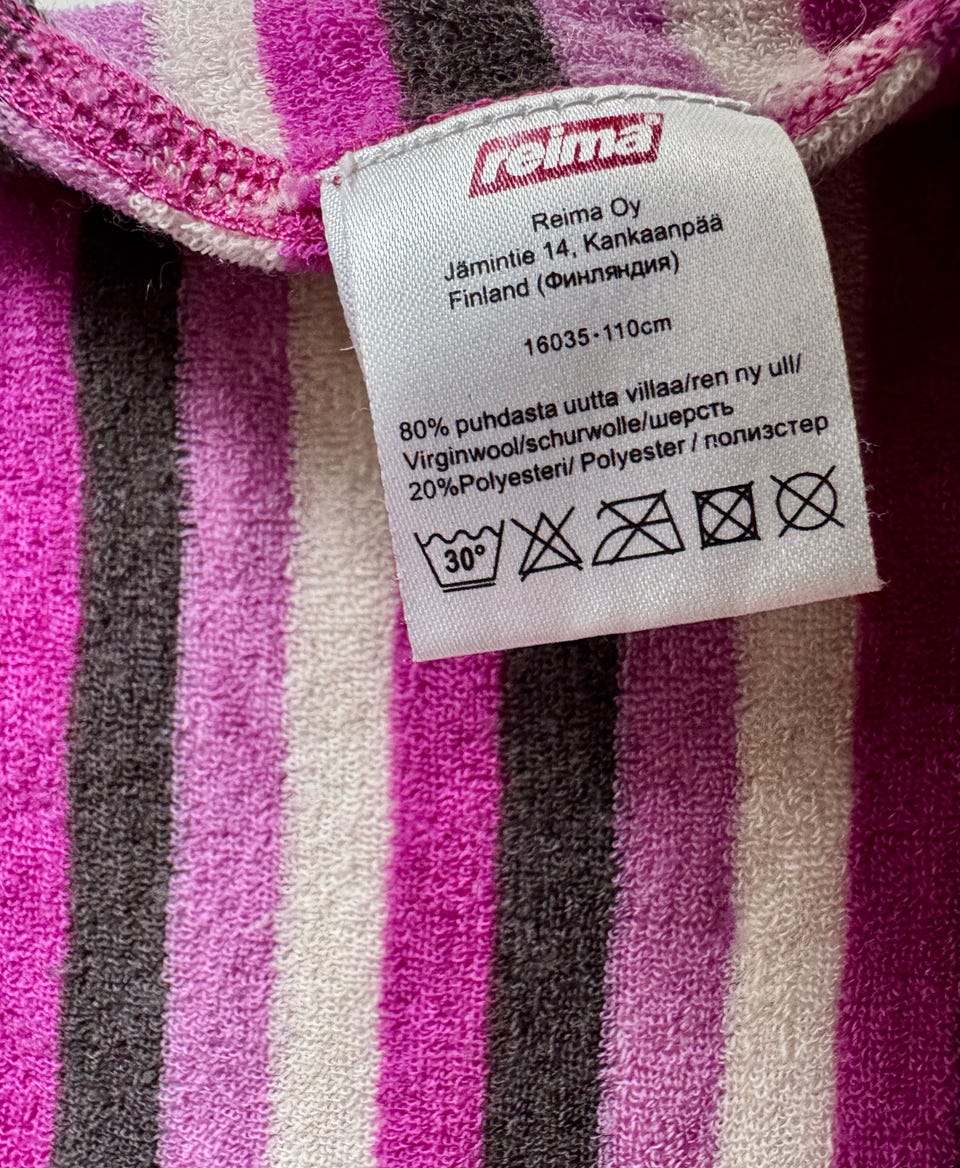 reima®
Reima Oy
Jämintie 14, Kankaanpää
Finland (Финляндия)
16035·110cm
80% puhdasta uutta villaa/ren ny ull/
Virginwool/schurwolle/шерсть
20%Polyesteri/ Polyester / полиэстер
30°